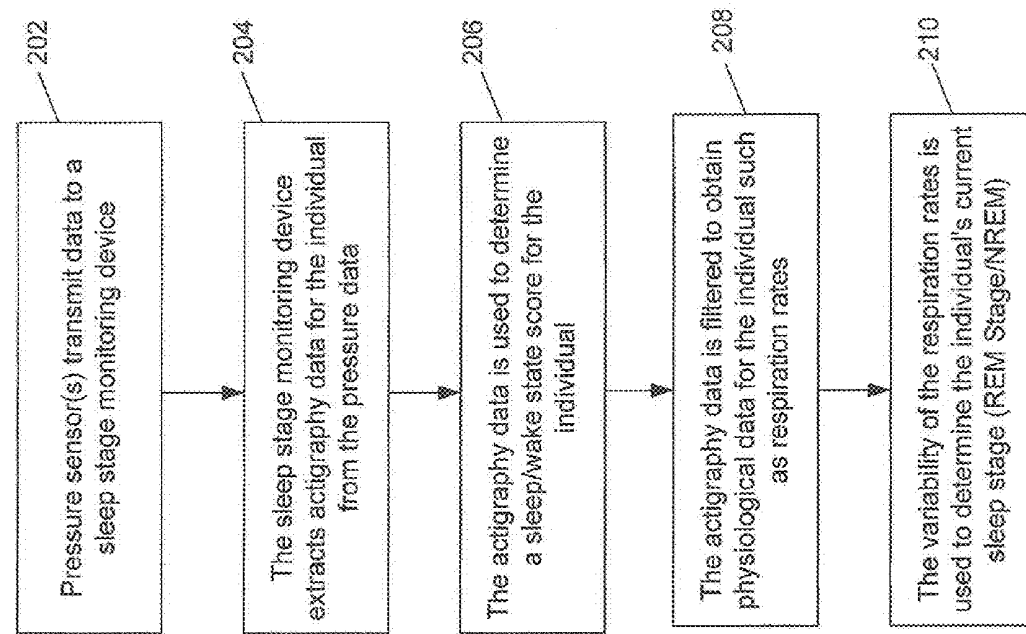 202
Pressure sensor(s) transmit data to a
sleep stage monitoring device
204
The sleep stage monitoring device
extracts actigraphy data for the individual
from the pressure data
206
The actigraphy data is used to determine
a sleep/wake state score for the
individual
208
The actigraphy data is filtered to obtain
physiological data for the individual such
as respiration rates
210
The variability of the respiration rates is
used to determine the individual's current
sleep stage (REM Stage/NREM)